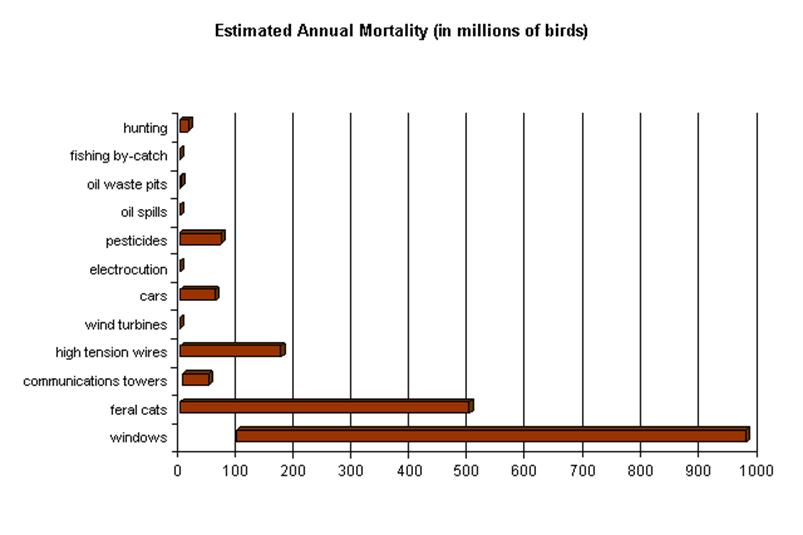 Estimated Annual Mortality (in millions of birds)
hunting
fishing by-catch
oil waste pits
oil spills
pesticides
electrocution
cars
wind turbines
high tension wires
communications towers
feral cats
windows
0 100 200 300 400 500 600 700 800 900 1000